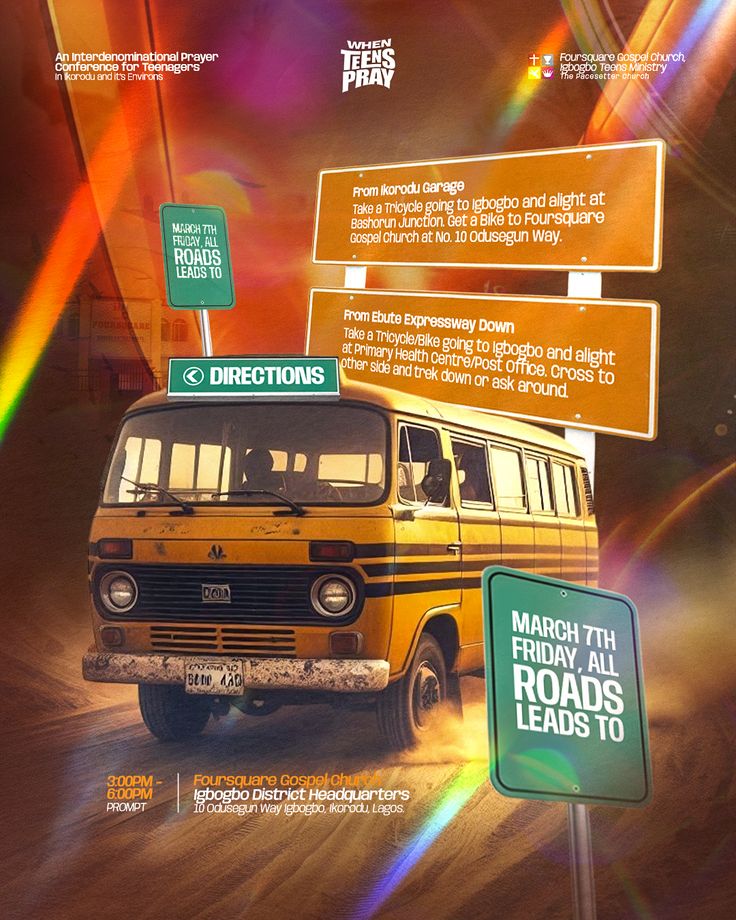 An Interdenominational Prayer
Conference for Teenagers
In Ikorodu and it's Environs
WHEN
TEENS
PRAY
Foursquare Gospel Church,
Igbogbo Teens Ministry
The Pacesetter Church
From Ikorodu Garage
Take a Tricycle going to Igbogbo and alight at
Bashorun Junction. Get a Bike to Foursquare
Gospel Church at No. 10 Odusegun Way.
MARCH 7TH
FRIDAY, ALL
ROADS
LEADS TO
From Ebute Expressway Down
Take a Tricycle/Bike going to Igbogbo and alight
at Primary Health Centre/Post Office. Cross to
other side and trek down or ask around.
DIRECTIONS
FOURSQUARE
MARCH 7TH
FRIDAY, ALL
ROADS
LEADS TO
3:00PM -
6:00PM
PROMPT
Foursquare Gospel Church
Igbogbo District Headquarters
10 Odusegun Way Igbogbo, Ikorodu, Lagos.